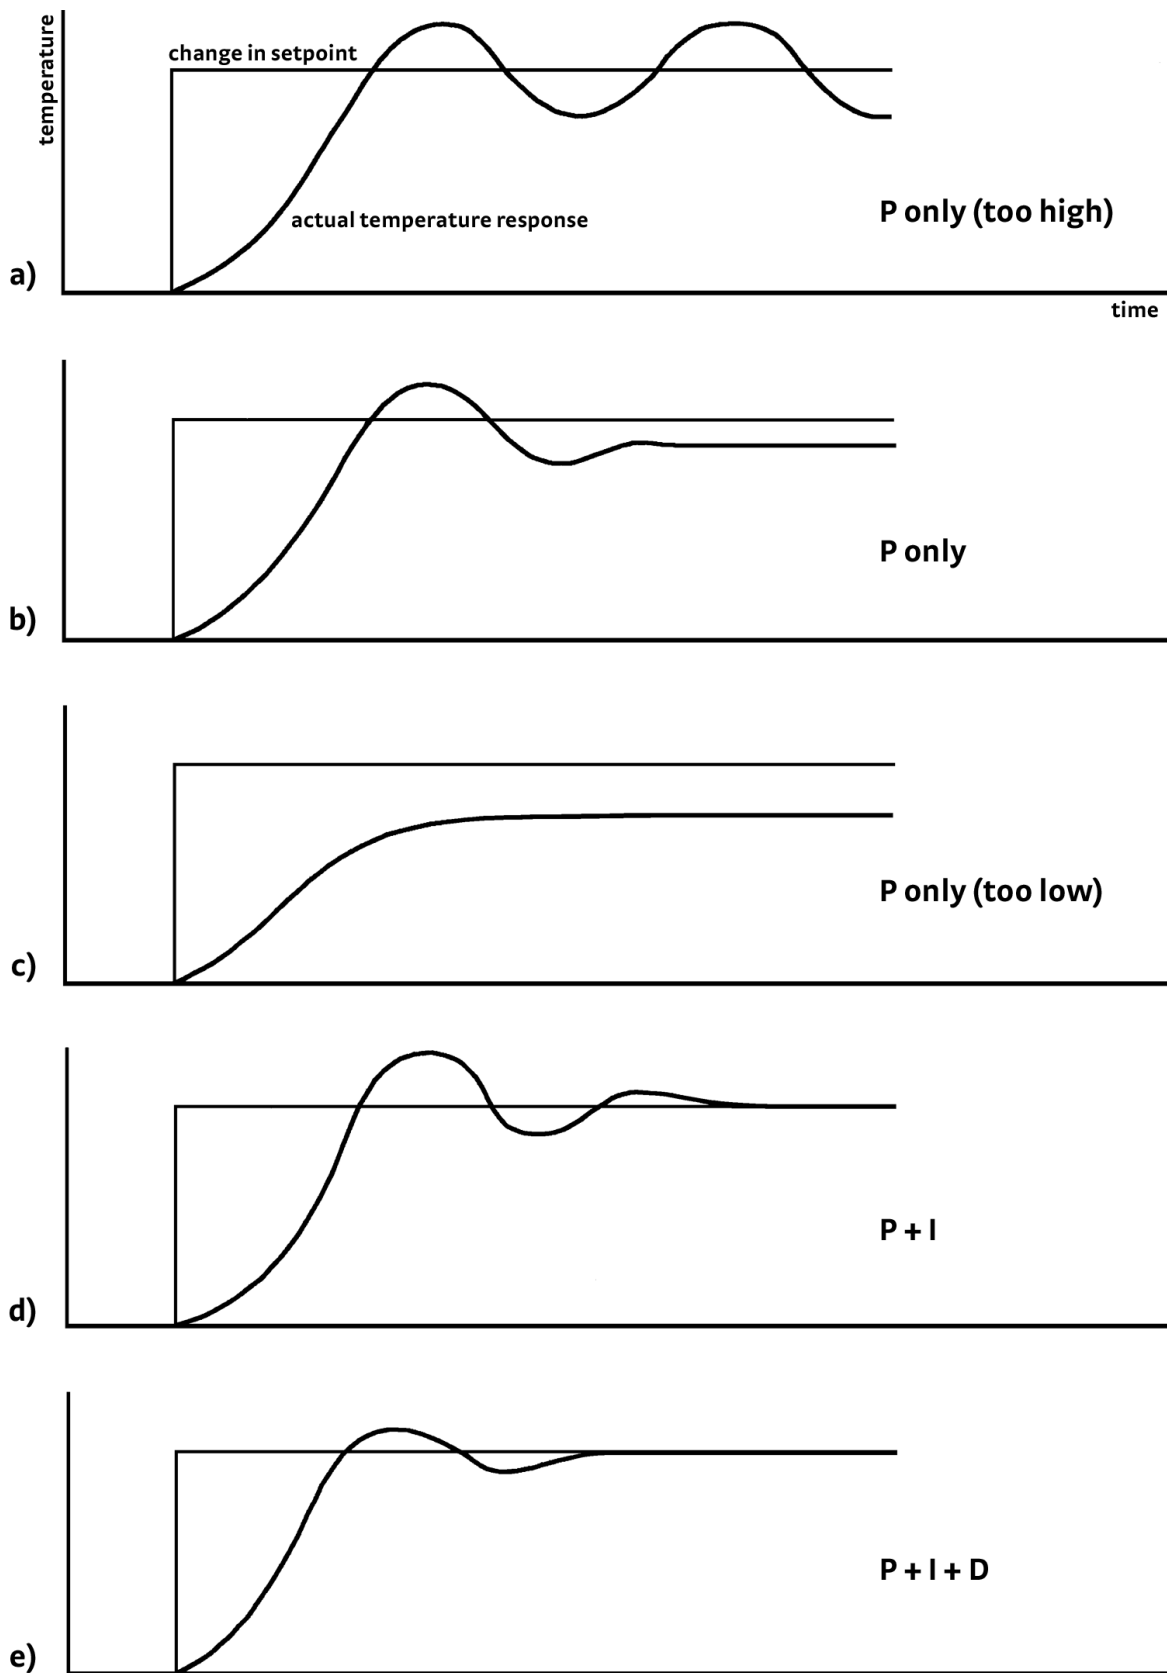 temperature
change in setpoint
actual temperature response
P only (too high)
a)
time
P only
b)
P only (too low)
c)
P + I
d)
P + I + D
e)